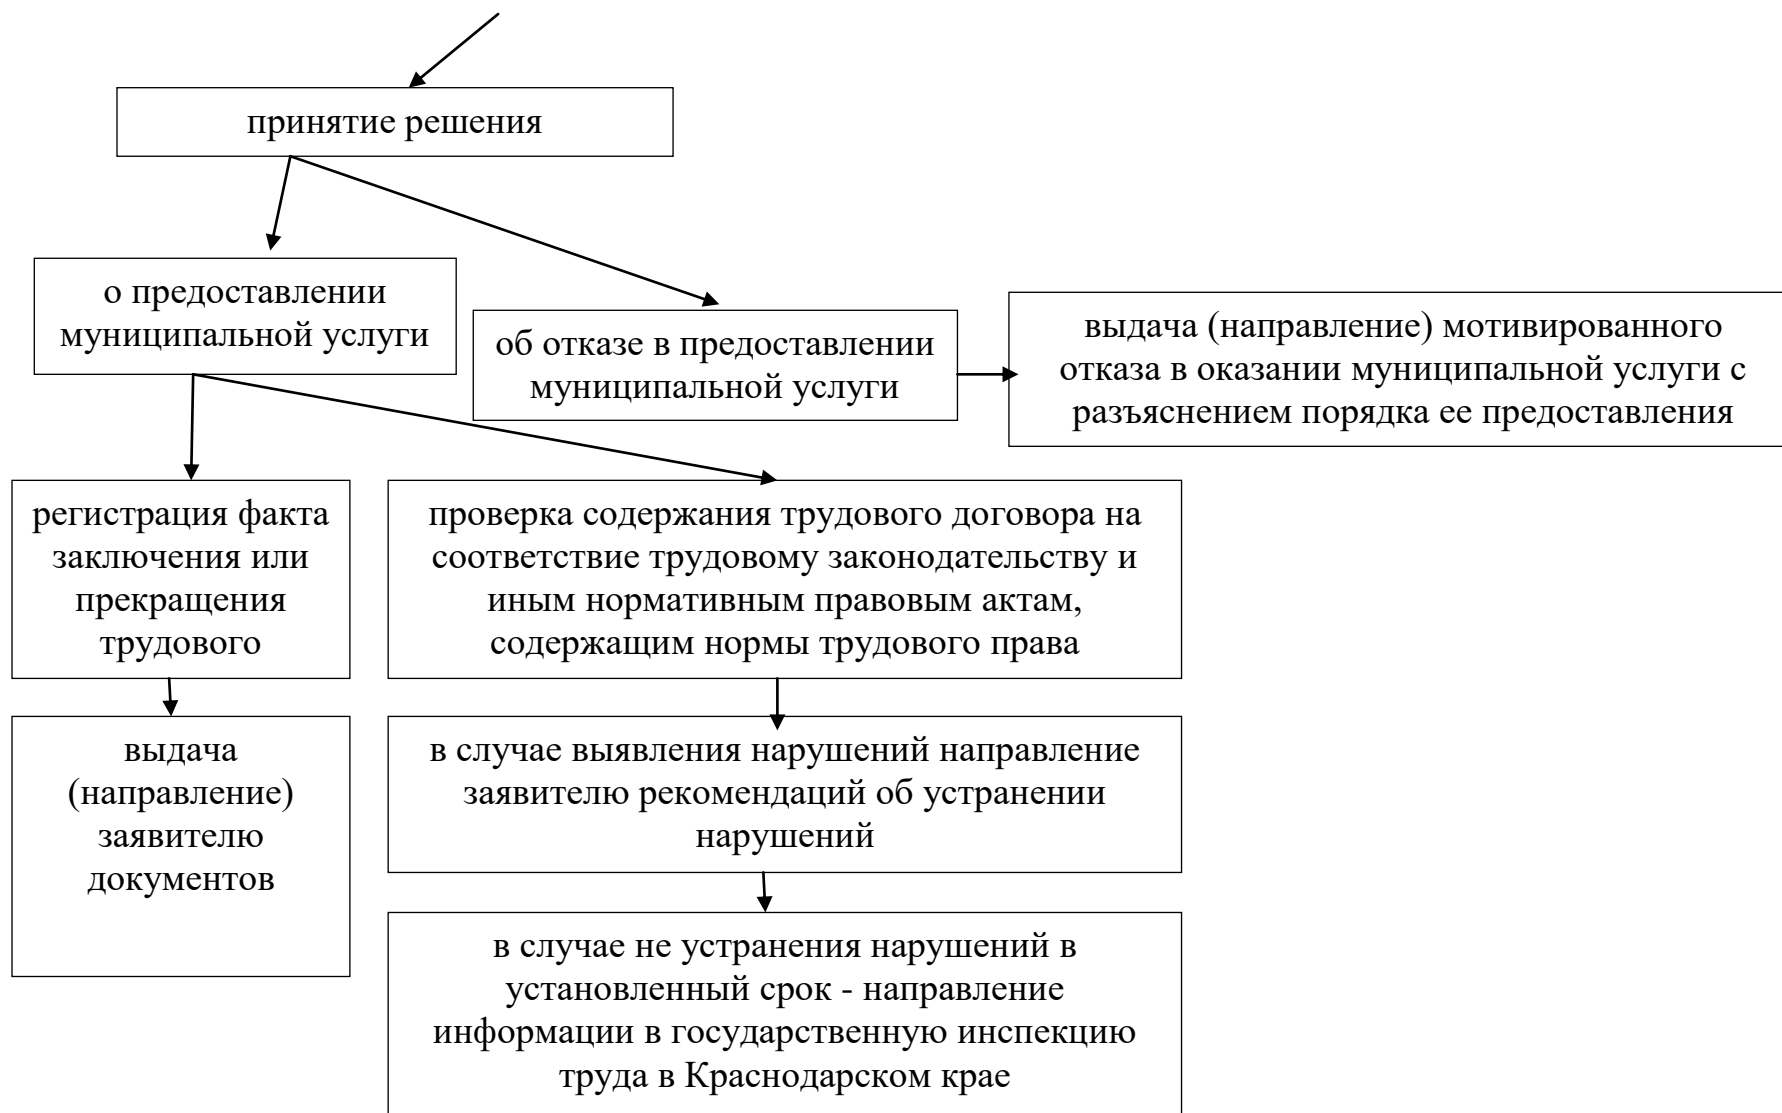 принятие решения
о предоставлении
муниципальной услуги
об отказе в предоставлении
муниципальной услуги
выдача (направление) мотивированного
отказа в оказании муниципальной услуги с
разъяснением порядка ее предоставления
регистрация факта
заключения или
прекращения
трудового
проверка содержания трудового договора на
соответствие трудовому законодательству и
иным нормативным правовым актам,
содержащим нормы трудового права
выдача
(направление)
заявителю
документов
в случае выявления нарушений направление
заявителю рекомендаций об устранении
нарушений
в случае не устранения нарушений в
установленный срок - направление
информации в государственную инспекцию
труда в Краснодарском крае